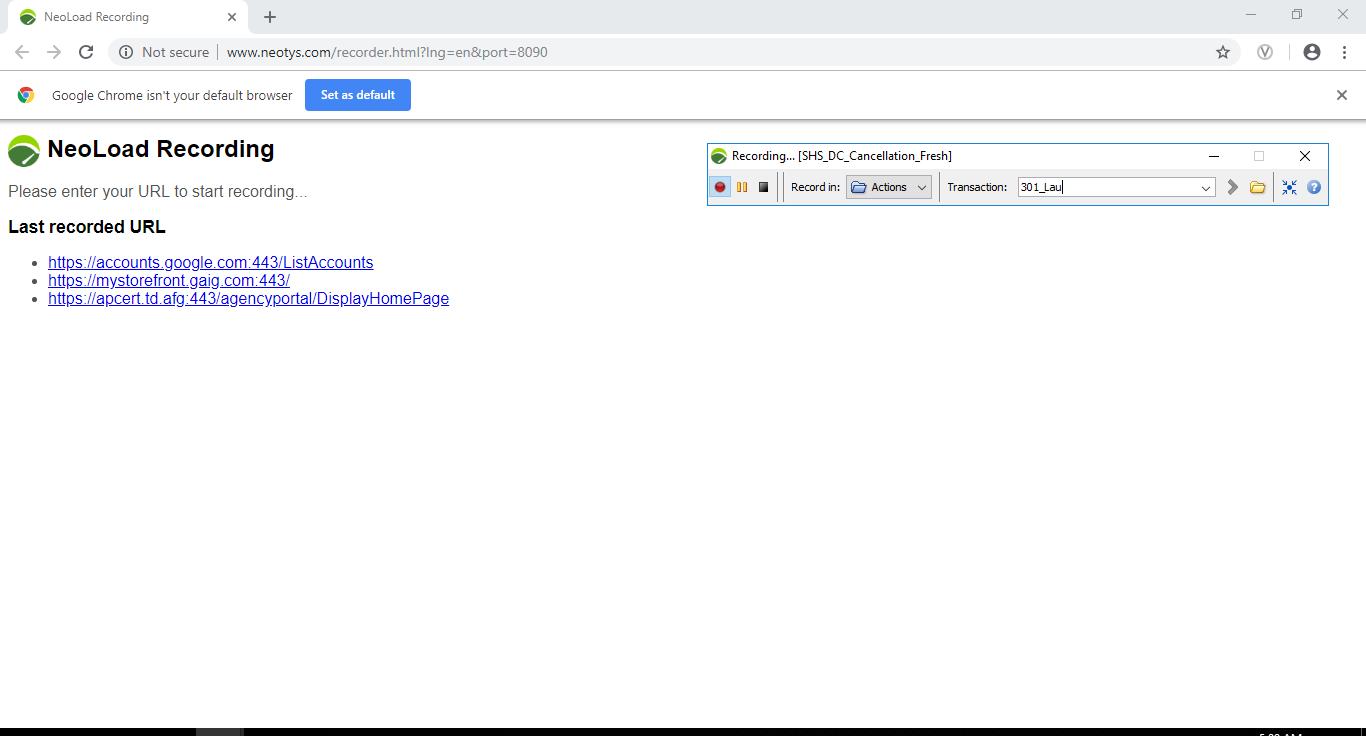 NeoLoad Recording
Not secure
www.neotys.com/recorder.html?lng=en&port=8090
Google Chrome isn't your default browser
Set as default
NeoLoad Recording
Please enter your URL to start recording...
Last recorded URL
https://accounts.google.com:443/ListAccounts
https://mystorefront.gaig.com:443/
https://apcert.td.afg:443/agencyportal/DisplayHomePage
Recording... [SHS_DC_Cancellation_Fresh]
Record in: Actions Transaction: 301_Lau